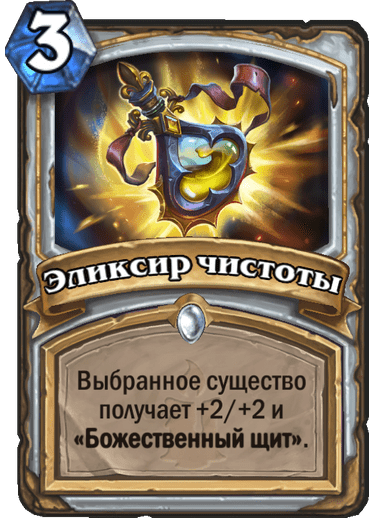 3
Эликсир чистоты
Выбранное существо
получает +2/+2 и
«Божественный щит».